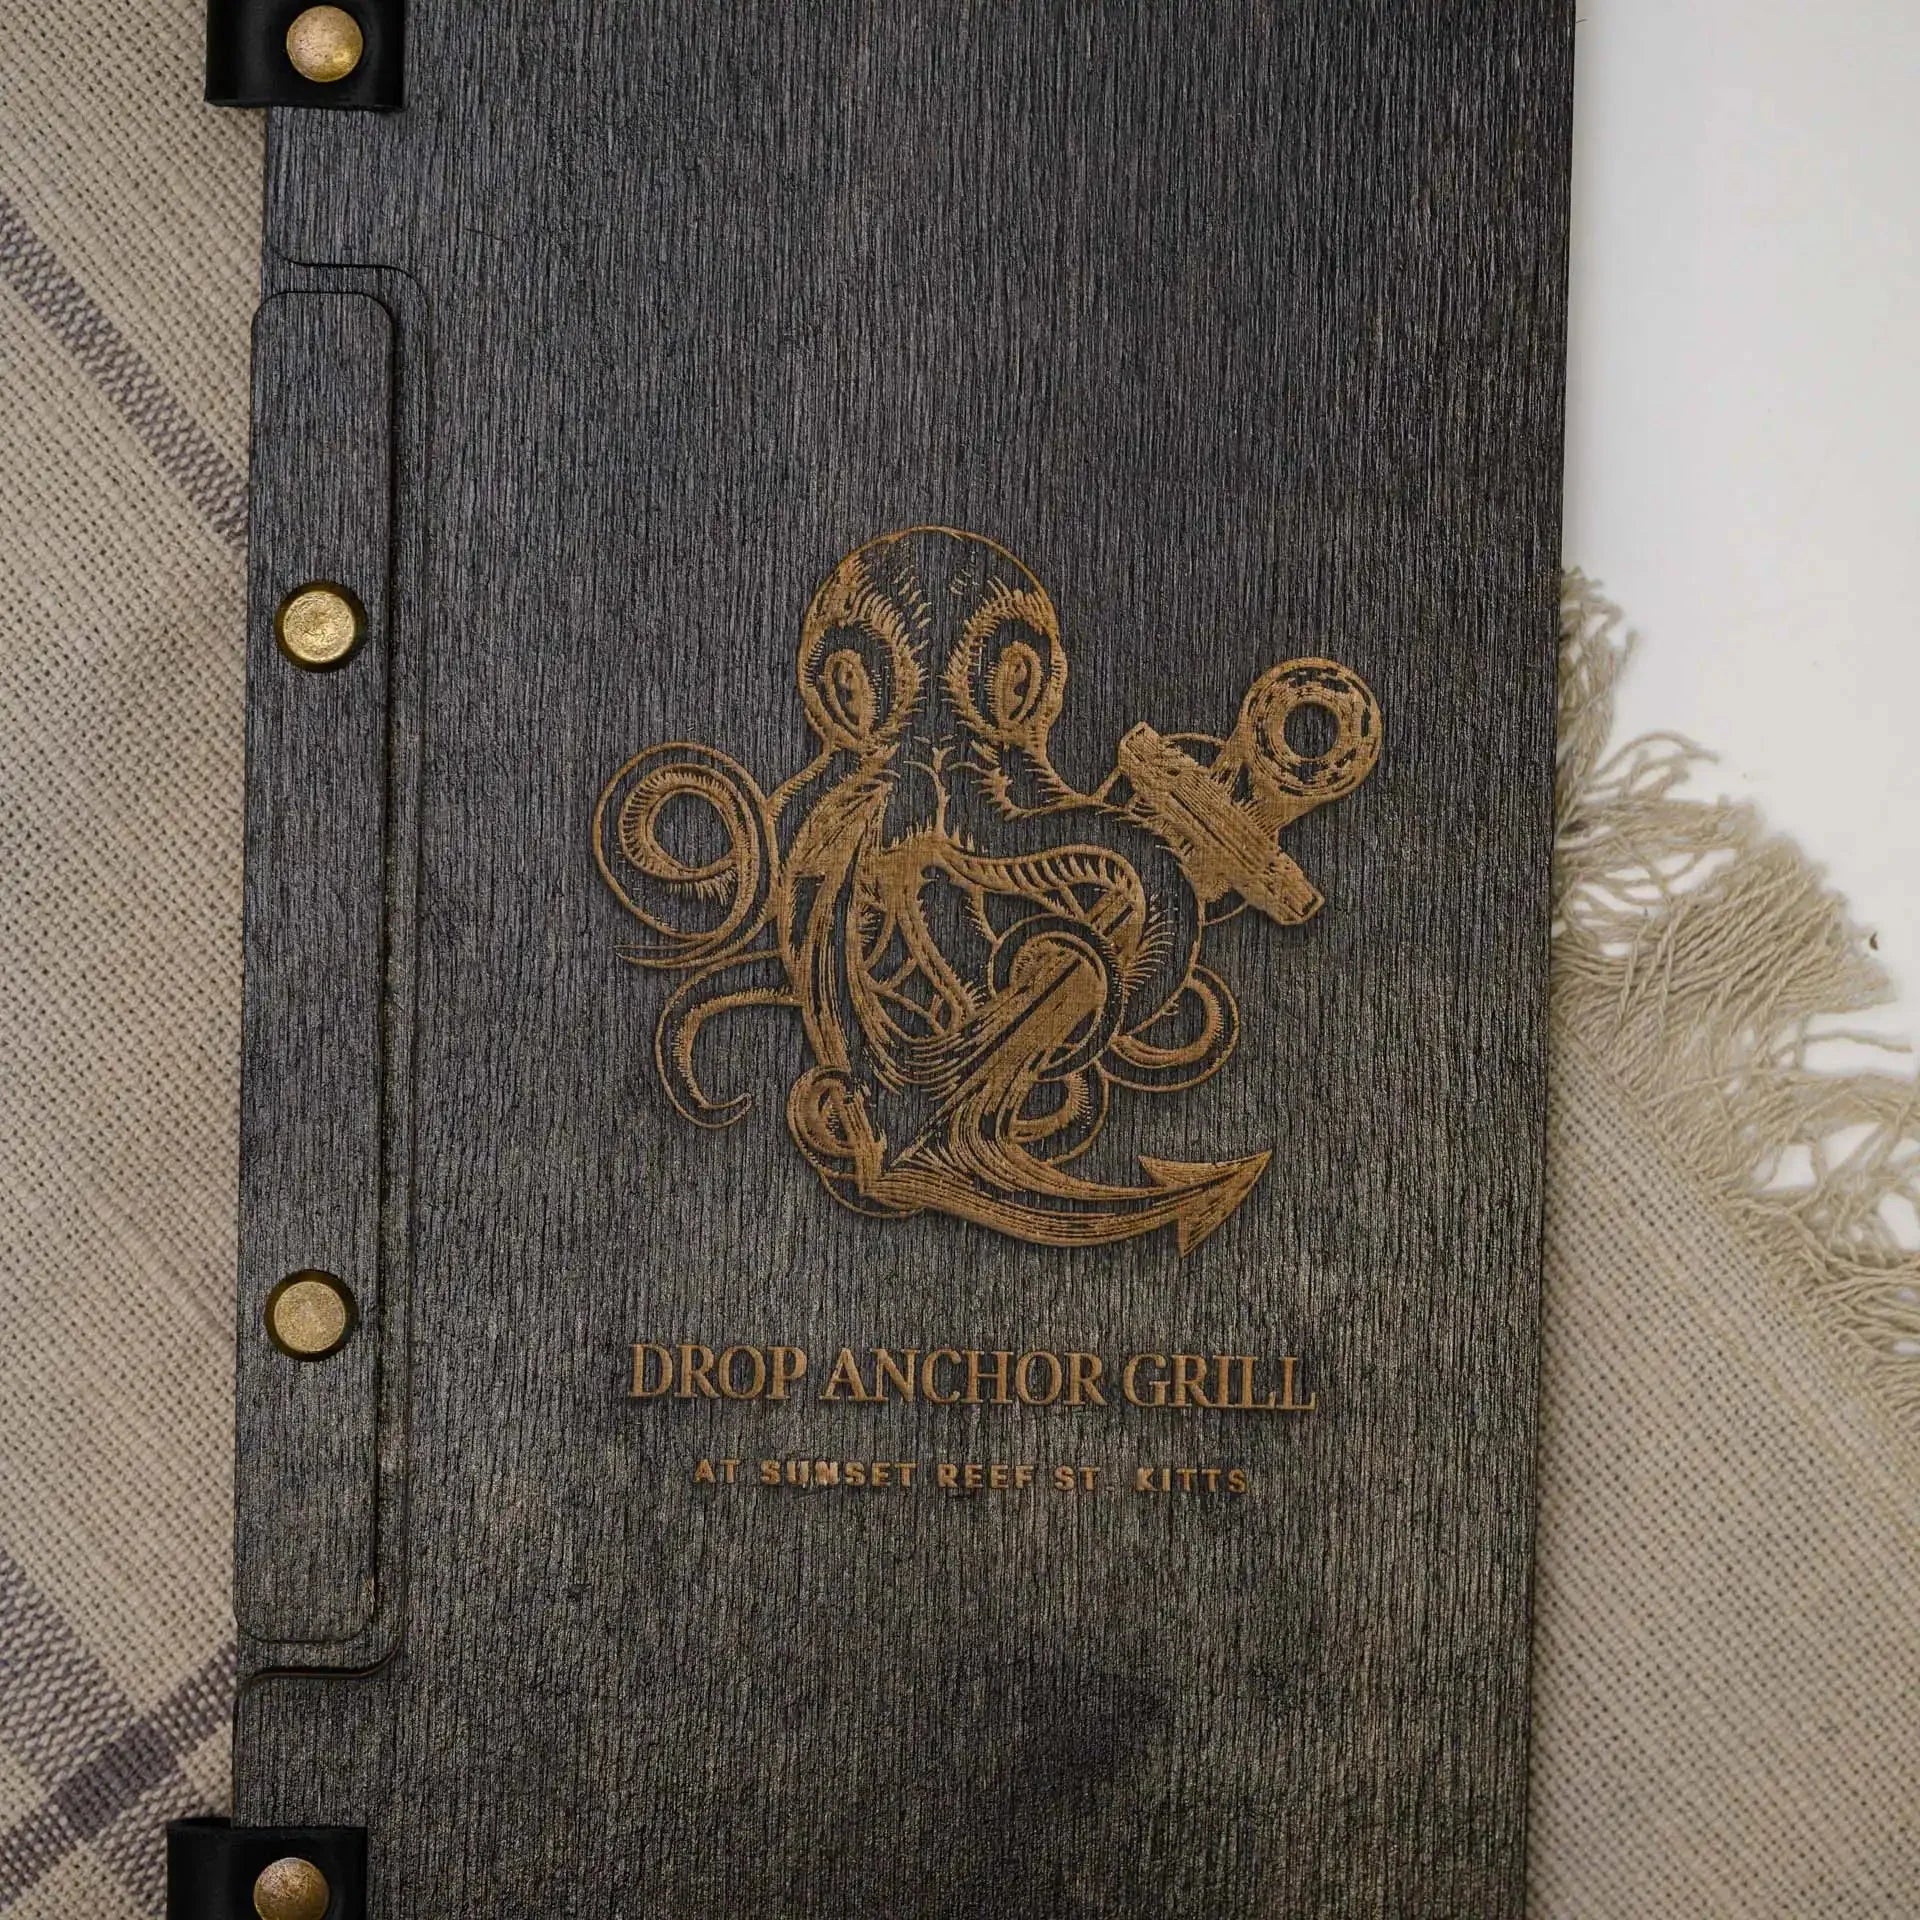 DROP ANCHOR GRILL
AT SUNSET REEF ST. KITTS